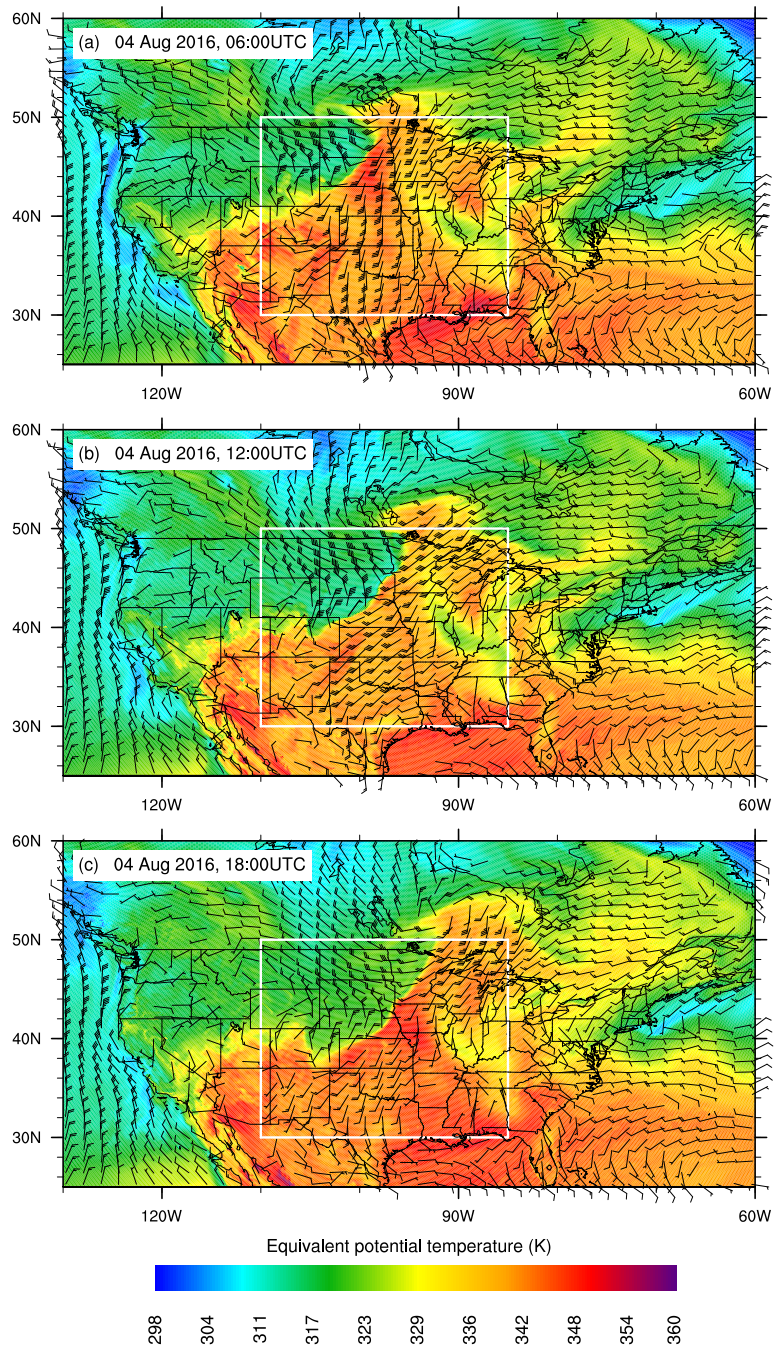 60N
(a) 04 Aug 2016, 06:00UTC
50N
40N
30N
120W 90W 60W
60N
(b) 04 Aug 2016, 12:00UTC
50N
40N
30N
120W 90W 60W
60N
(c) 04 Aug 2016, 18:00UTC
50N
40N
30N
120W 90W 60W
Equivalent potential temperature (K)
298 304 311 317 323 329 336 342 348 354 360